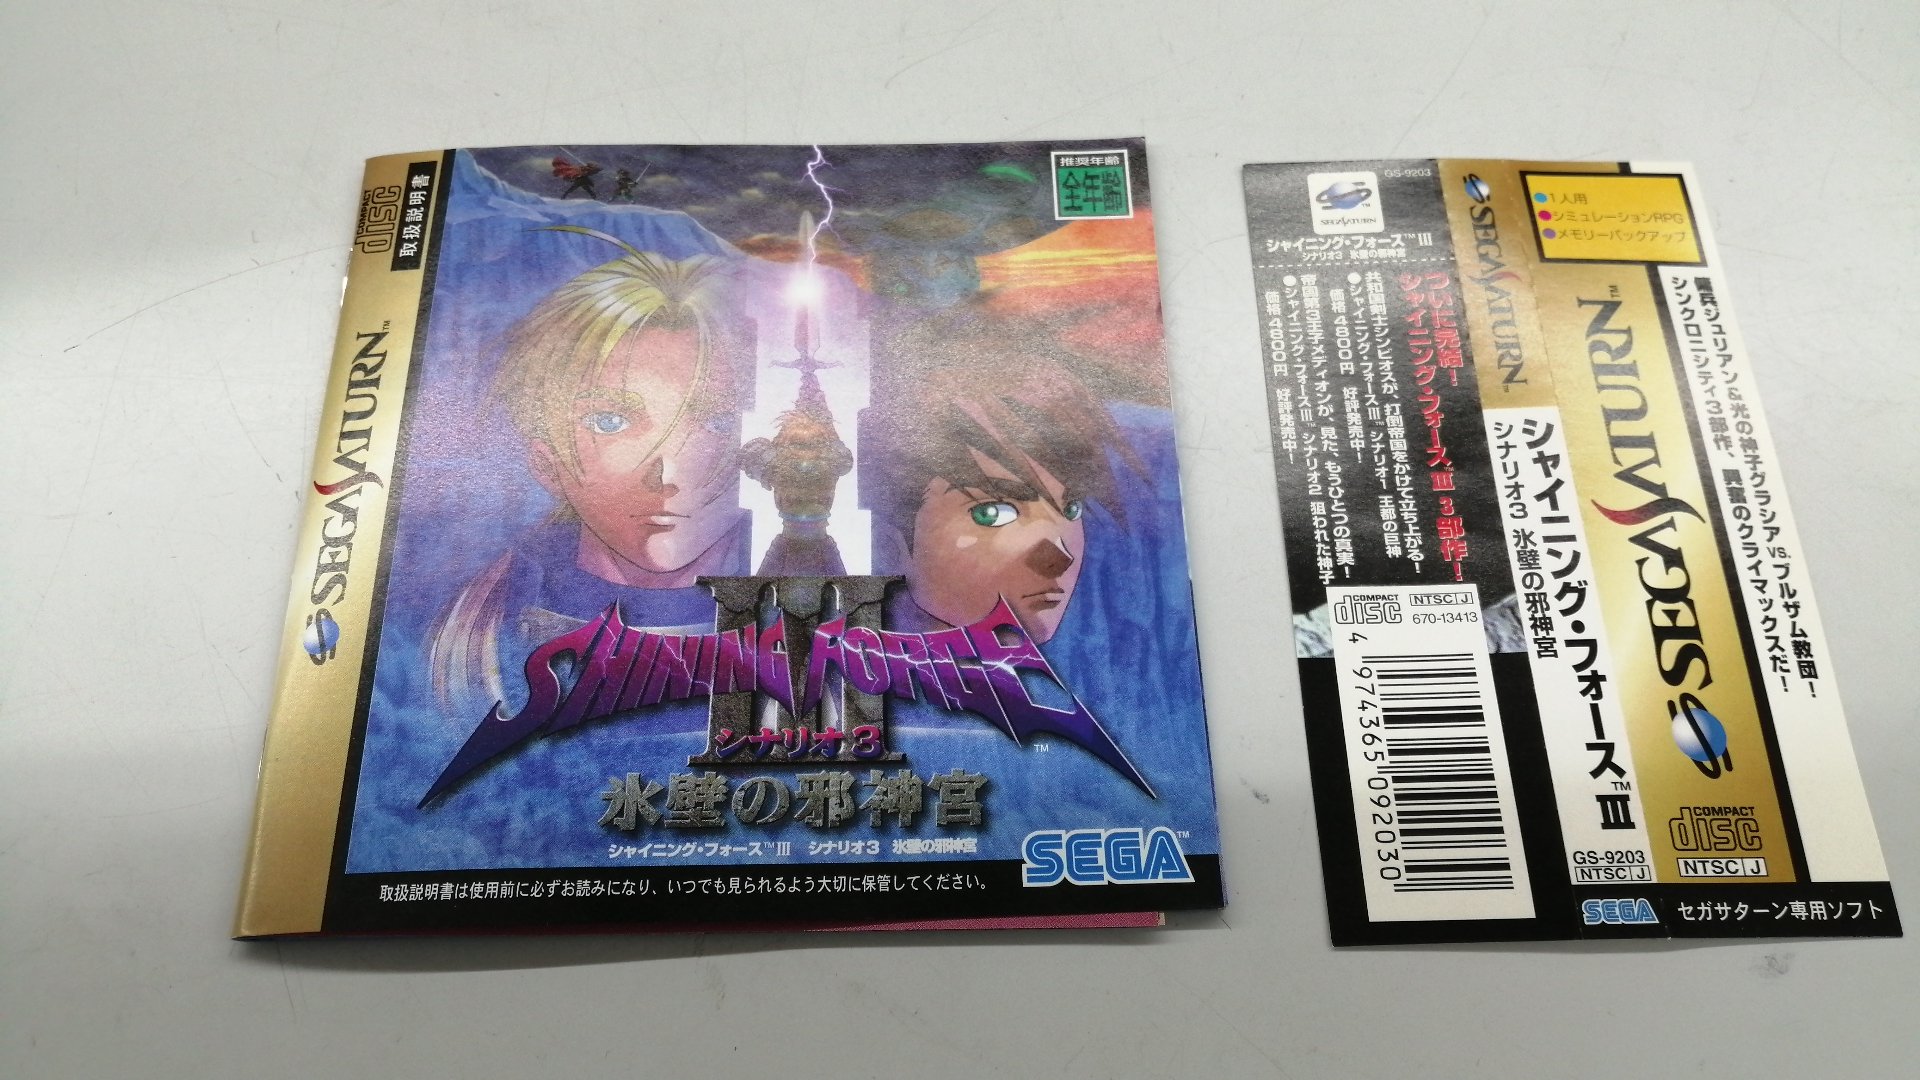 COMPACT
disc
取扱説明書
SEGA SATURN™
推奨年齢
全年齢
SHINING FORCE
III
™
シナリオ3
氷壁の邪神宮
シャイニング・フォース™III シナリオ3 氷壁の邪神宮
SEGA™
取扱説明書は使用前に必ずお読みになり、いつでも見られるよう大切に保管してください。
GS-9203
SEGA SATURN
シャイニング・フォース™III
シナリオ3 氷壁の邪神宮
ついに完結!
シャイニング・フォースIII™3部作!
共和国剣士シンビオスが、打倒帝国をかけて立ち上がる!
●シャイニング・フォースIII™シナリオ1 王都の巨神
価格4800円 好評発売中!
帝国第3王子メディオンが、見た、もうひとつの真実!
●シャイニング・フォースIII™シナリオ2 狙われた神子
価格4800円 好評発売中!
COMPACT
disc
NTSC J
670-13413
4 974365 092030
SEGA SATURN™
シャイニング・フォース™III
シナリオ3 氷壁の邪神宮
GS-9203
NTSC J
SEGA
●1人用
●シミュレーションRPG
●メモリーバックアップ
SEGA SATURN™
COMPACT
disc
NTSC J
傭兵ジュリアン&光の神子グラシアvs.ブルザム教団!
シンクロニシティ3部作、興奮のクライマックスだ!
セガサターン専用ソフト